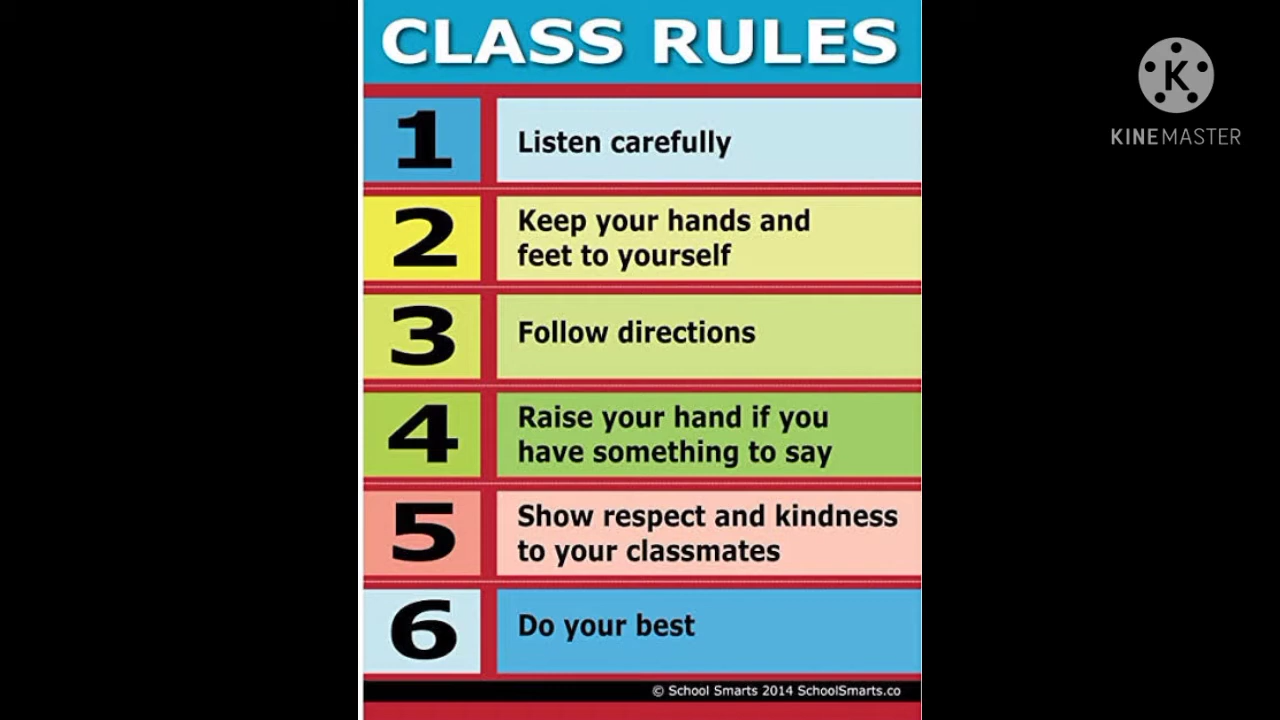 CLASS RULES
K
KINEMASTER
1
Listen carefully
2
Keep your hands and
feet to yourself
3
Follow directions
4
Raise your hand if you
have something to say
5
Show respect and kindness
to your classmates
6
Do your best
© School Smarts 2014 SchoolSmarts.co